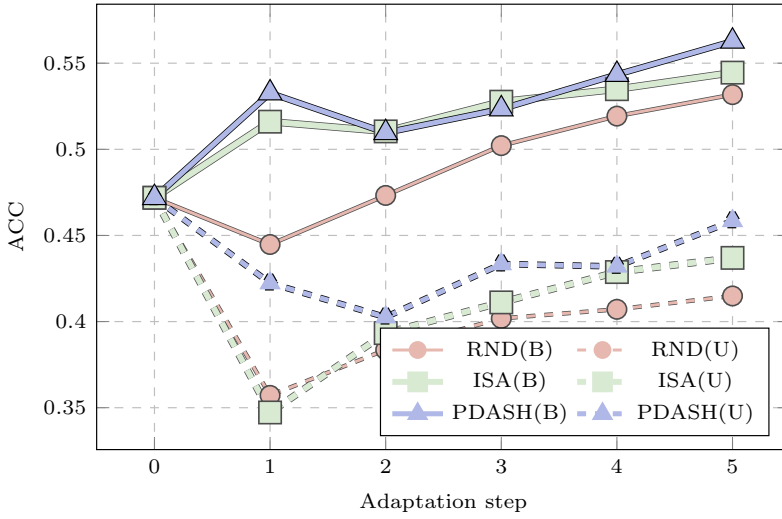 0.55
0.5
0.45
0.4
0.35
ACC
RND(B) RND(U)
ISA(B) ISA(U)
PDASH(B) PDASH(U)
0 1 2 3 4 5
Adaptation step